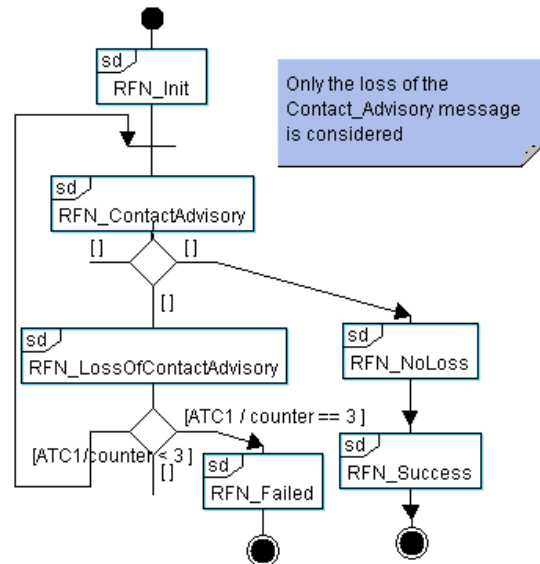 sd
RFN_Init
Only the loss of the
Contact_Advisory message
is considered
sd
RFN_ContactAdvisory
[ ]
[ ]
[ ]
sd
RFN_LossOfContactAdvisory
sd
RFN_NoLoss
[ATC1 / counter == 3 ]
[ATC1/counter < 3 ]
[ ]
sd
RFN_Failed
sd
RFN_Success